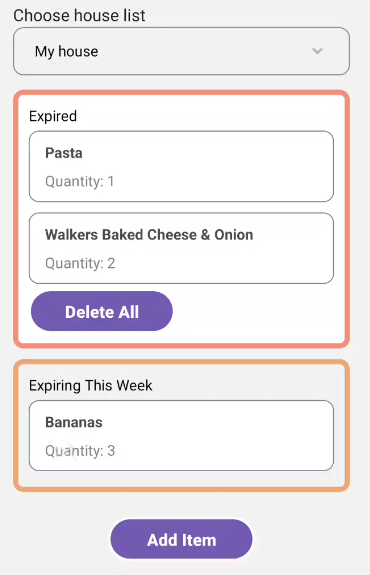 Choose house list
My house
Expired
Pasta
Quantity: 1
Walkers Baked Cheese & Onion
Quantity: 2
Delete All
Expiring This Week
Bananas
Quantity: 3
Add Item